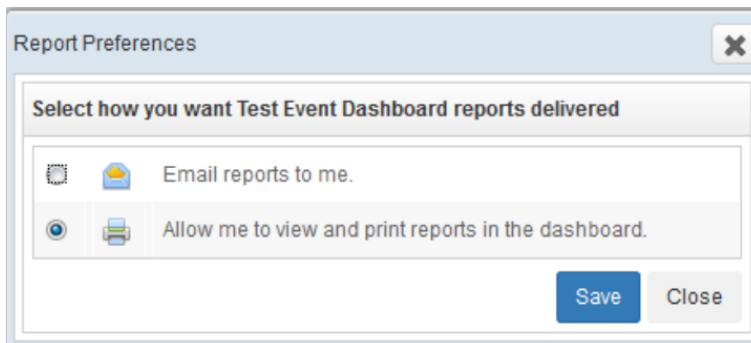 Report Preferences
Select how you want Test Event Dashboard reports delivered
Email reports to me.
Allow me to view and print reports in the dashboard.
Save Close